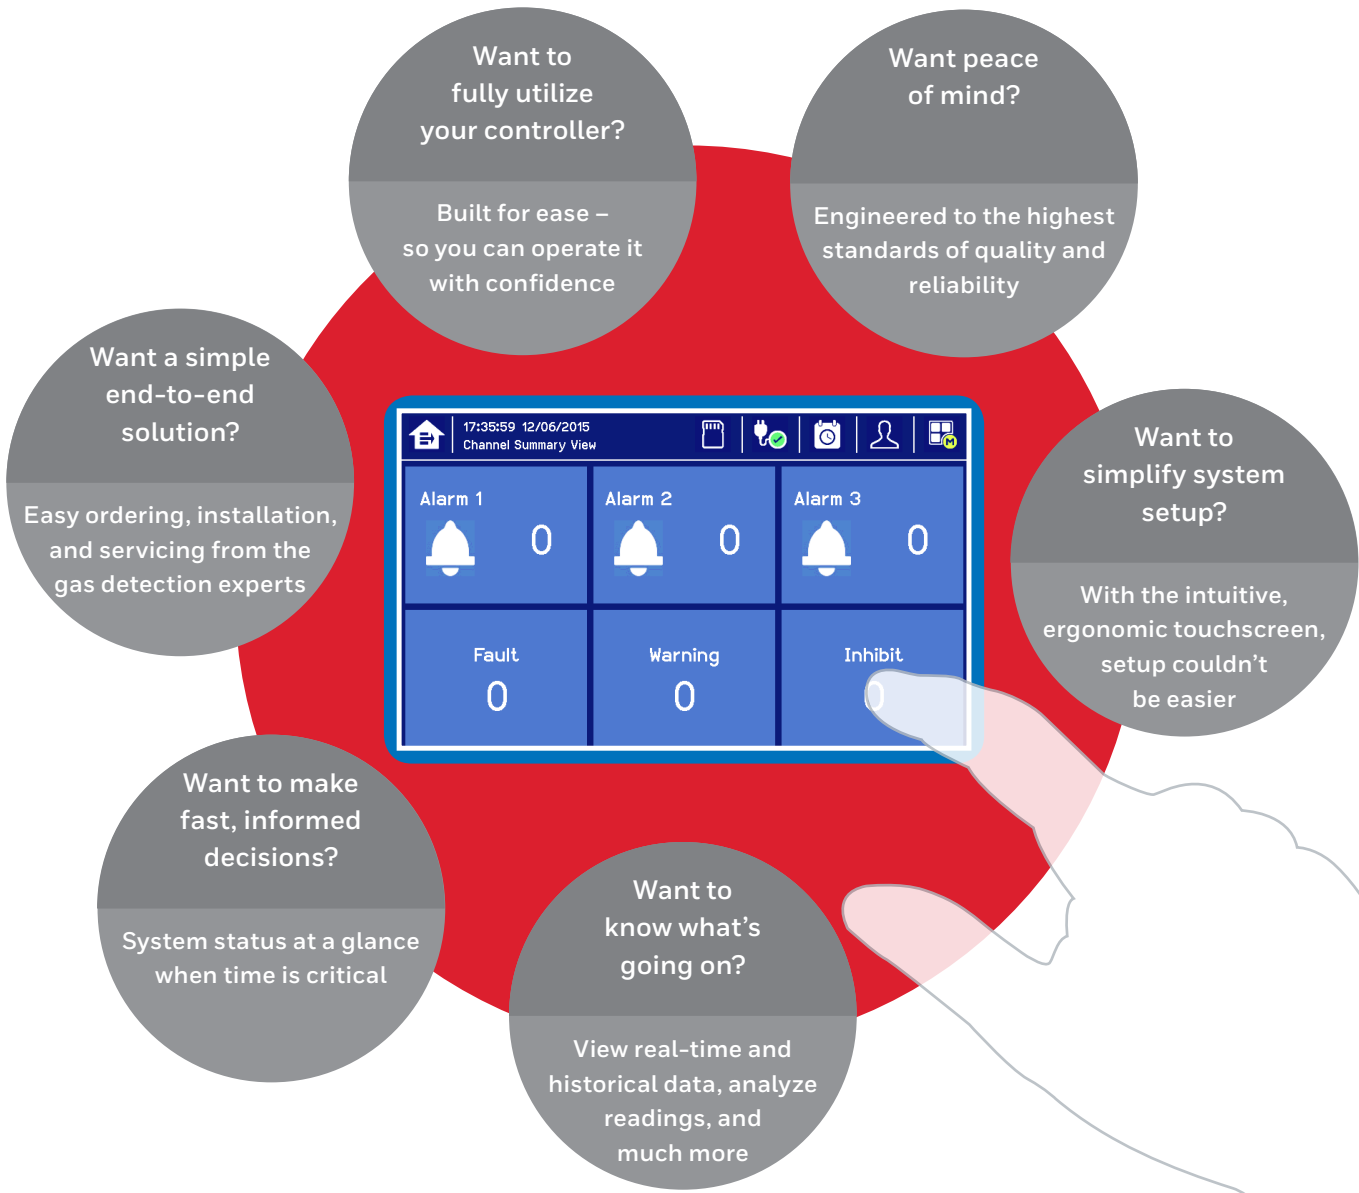 Want to
fully utilize
your controller?
Built for ease –
so you can operate it
with confidence
Want peace
of mind?
Engineered to the highest
standards of quality and
reliability
Want a simple
end-to-end
solution?
Easy ordering, installation,
and servicing from the
gas detection experts
17:35:59 12/06/2015
Channel Summary View
M
Alarm 1
0
Alarm 2
0
Alarm 3
0
Fault
0
Warning
0
Inhibit
0
Want to
simplify system
setup?
With the intuitive,
ergonomic touchscreen,
setup couldn’t
be easier
Want to make
fast, informed
decisions?
System status at a glance
when time is critical
Want to
know what’s
going on?
View real-time and
historical data, analyze
readings, and
much more